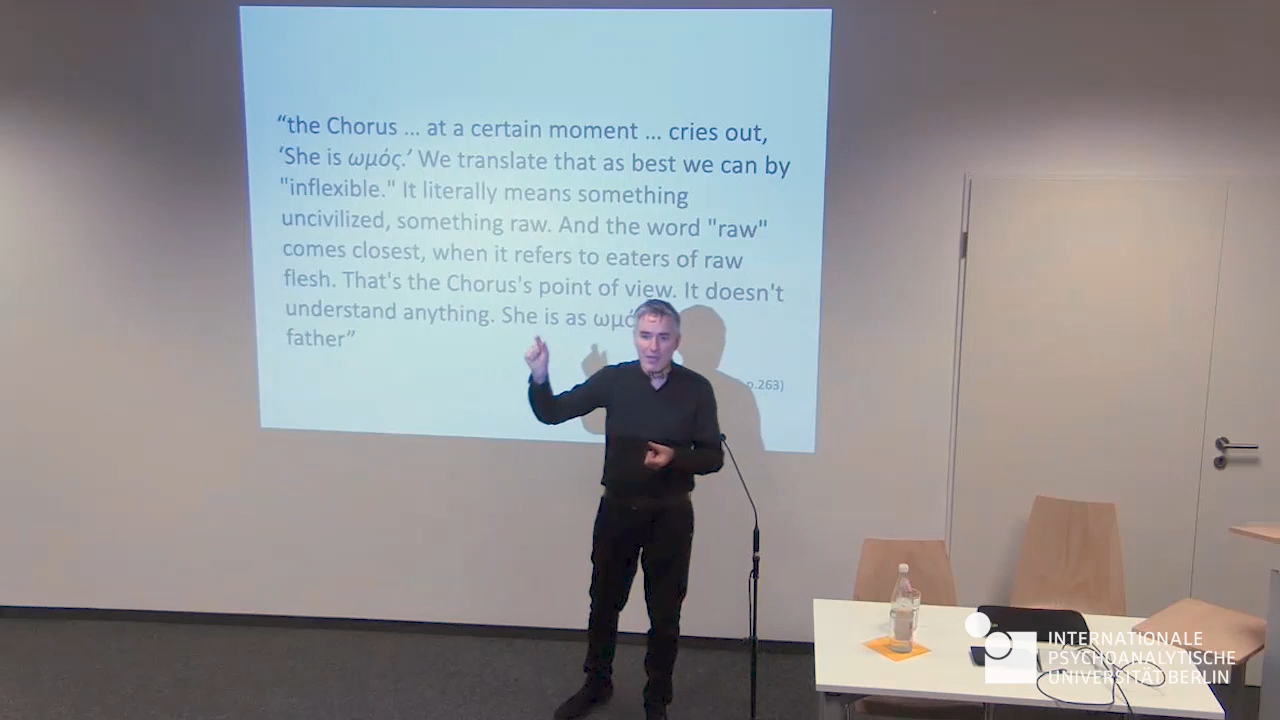 “the Chorus ... at a certain moment ... cries out,
‘She is ωμός.’ We translate that as best we can by
"inflexible." It literally means something
uncivilized, something raw. And the word "raw"
comes closest, when it refers to eaters of raw
flesh. That's the Chorus's point of view. It doesn't
understand anything. She is as
father”
p.263)
INTERNATIONALE
PSYCHOANALYTISCHE
UNIVERSITÄT BERLIN